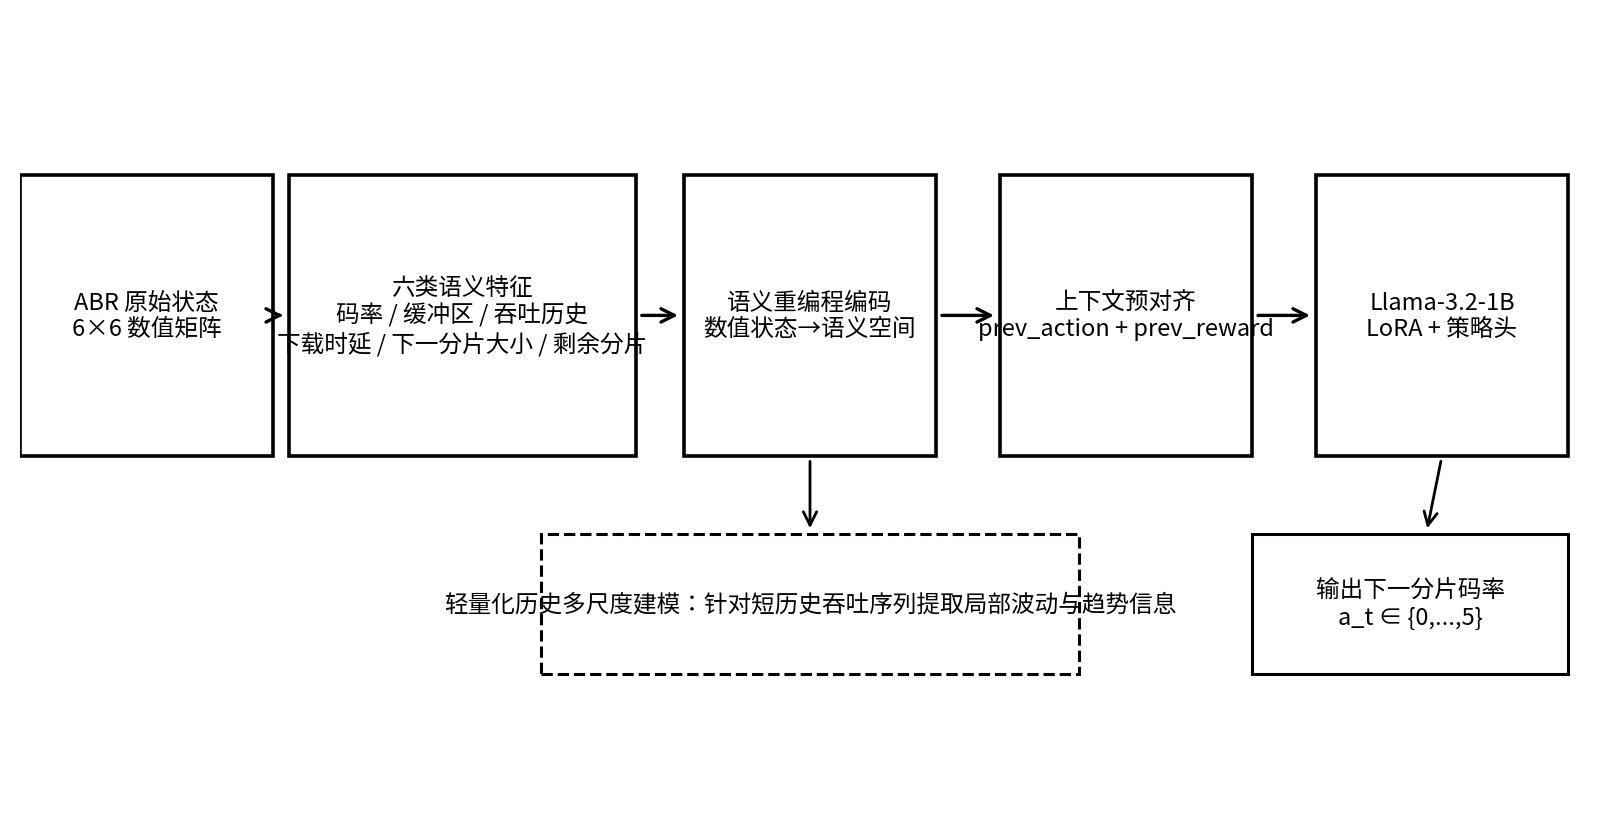 ABR 原始状态
6×6 数值矩阵
六类语义特征
码率 / 缓冲区 / 吞吐历史
下载时延 / 下一分片大小 / 剩余分片
语义重编程编码
数值状态→语义空间
上下文预对齐
prev_action + prev_reward
Llama-3.2-1B
LoRA + 策略头
轻量化历史多尺度建模：针对短历史吞吐序列提取局部波动与趋势信息
输出下一分片码率
a_t ∈ {0,...,5}